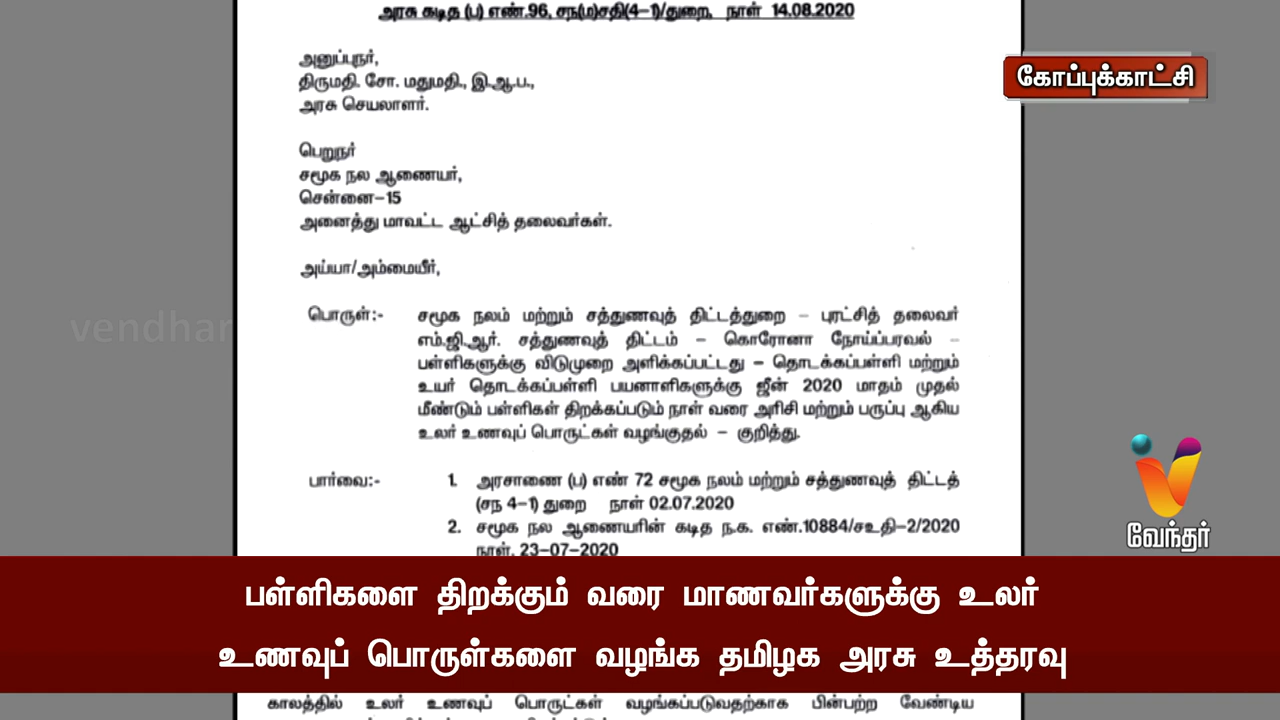 அரசு கடித (ப) எண்.96, சந(ம)சதி(4-1)/துறை, நாள் 14.08.2020
கோப்புக்காட்சி
அனுப்புநர்,
திருமதி. சோ. மதுமதி., இ.ஆ.ப.,
அரசு செயலாளர்.
பெறுநர்
சமூக நல ஆணையர்,
சென்னை-15
அனைத்து மாவட்ட ஆட்சித் தலைவர்கள்.
அய்யா/அம்மையீர்,
பொருள்:- சமூக நலம் மற்றும் சத்துணவுத் திட்டத்துறை – புரட்சித் தலைவர்
vendhar
எம்.ஜி.ஆர். சத்துணவுத் திட்டம் – கொரோனா நோய்ப்பரவல் –
பள்ளிகளுக்கு விடுமுறை அளிக்கப்பட்டது – தொடக்கப்பள்ளி மற்றும்
உயர் தொடக்கப்பள்ளி பயனாளிகளுக்கு ஜீன் 2020 மாதம் முதல்
மீண்டும் பள்ளிகள் திறக்கப்படும் நாள் வரை அரிசி மற்றும் பருப்பு ஆகிய
உலர் உணவுப் பொருட்கள் வழங்குதல் – குறித்து.
பார்வை:- 1. அரசாணை (ப) எண் 72 சமூக நலம் மற்றும் சத்துணவுத் திட்டத்
(சந 4-1) துறை நாள் 02.07.2020
2. சமூக நல ஆணையரின் கடித ந.க. எண்.10884/சஉதி-2/2020
நாள். 23-07-2020
வேந்தர்
பள்ளிகளை திறக்கும் வரை மாணவர்களுக்கு உலர்
உணவுப் பொருள்களை வழங்க தமிழக அரசு உத்தரவு
காலத்தில் உலர் உணவுப் பொருட்கள் வழங்கப்படுவதற்காக பின்பற்ற வேண்டிய